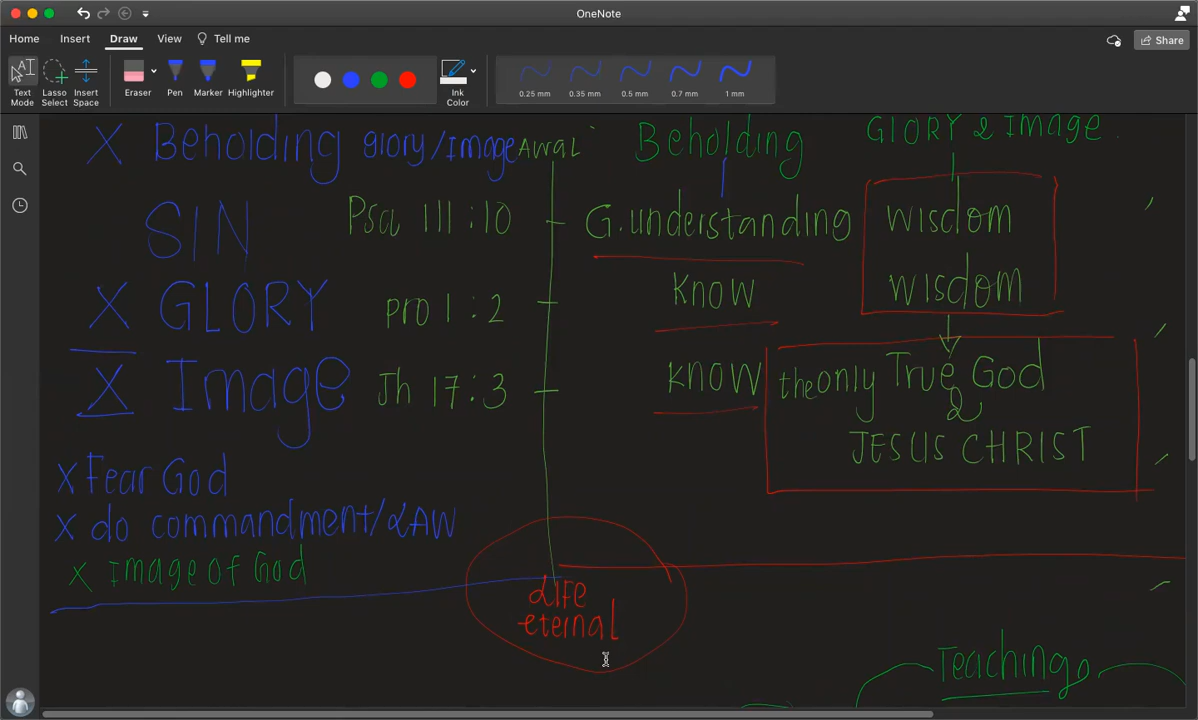 OneNote
Home Insert Draw View Tell me
Share
Text Mode
Lasso Select
Insert Space
Eraser
Pen
Marker
Highlighter
Ink Color
0.25 mm 0.35 mm 0.5 mm 0.7 mm 1 mm
X Beholding glory/Image Awal Beholding GLORY & Image
SIN Psa 111:10 G.understanding wisdom
X GLORY pro 1:2 Know wisdom
X Image Jh 17:3 know the only True God
&
JESUS CHRIST
X Fear God
X do commandment/LAW
X Image of God
Life
eternal
Teaching